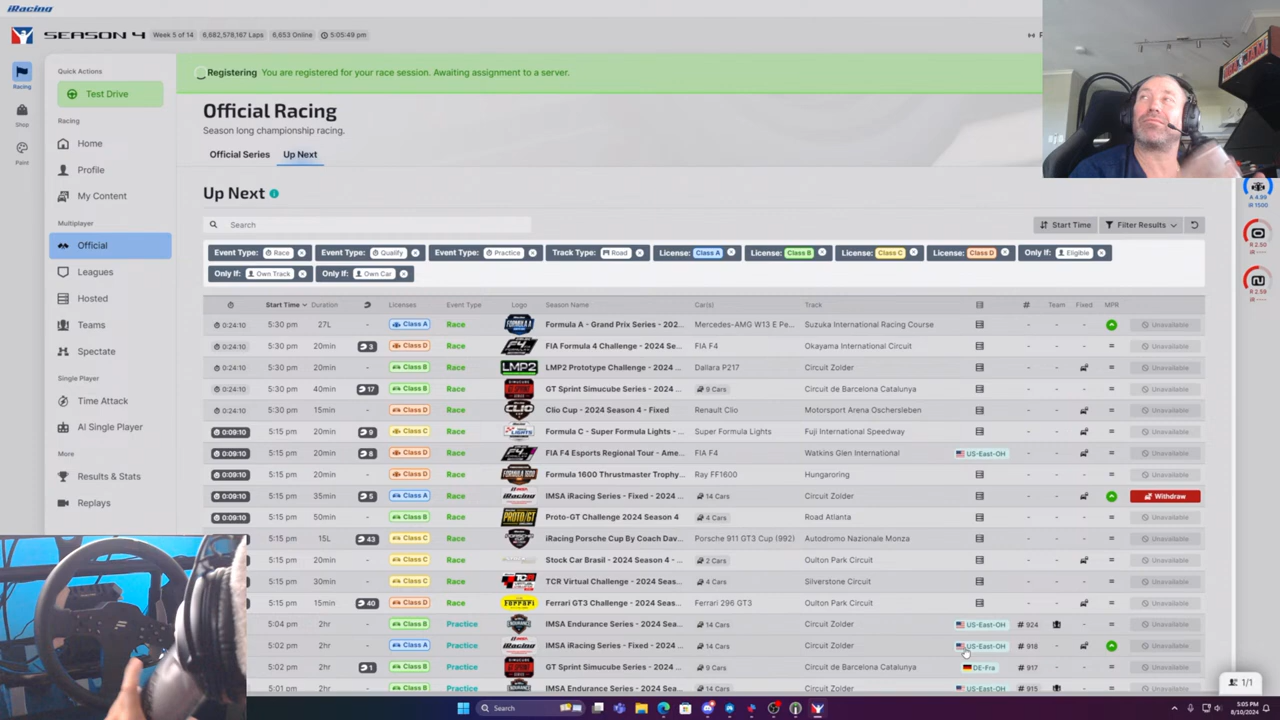 iRacing
SEASON 4 Week 5 of 14 6,682,578,167 Laps 6,653 Online 5:05:49 pm
Racing
Shop
Paint
Quick Actions
Test Drive
Racing
Home
Profile
My Content
Multiplayer
Official
Leagues
Hosted
Teams
Spectate
Single Player
Time Attack
AI Single Player
More
Results & Stats
Replays
Registering You are registered for your race session. Awaiting assignment to a server.
Official Racing
Season long championship racing.
Official Series Up Next
Up Next
Search
Start Time Filter Results
Event Type: Race Event Type: Qualify Event Type: Practice Track Type: Road License: Class A License: Class B License: Class C License: Class D Only If: Eligible
Only If: Own Track Only If: Own Car
Start Time Duration Licenses Event Type Logo Season Name Car(s) Track # Team Fixed MPR
0:24:10 5:30 pm 27L - Class A Race Formula A - Grand Prix Series - 202... Mercedes-AMG W13 E Pe... Suzuka International Racing Course - - - Unavailable
0:24:10 5:30 pm 20min 3 Class D Race FIA Formula 4 Challenge - 2024 Se... FIA F4 Okayama International Circuit - - - = Unavailable
0:24:10 5:30 pm 20min - Class B Race LMP2 Prototype Challenge - 2024... Dallara P217 Circuit Zolder - - = Unavailable
0:24:10 5:30 pm 40min 17 Class B Race GT Sprint Simucube Series - 2024... 9 Cars Circuit de Barcelona Catalunya - - - = Unavailable
0:24:10 5:30 pm 15min - Class D Race Clio Cup - 2024 Season 4 - Fixed Renault Clio Motorsport Arena Oschersleben - - = Unavailable
0:09:10 5:15 pm 20min 9 Class C Race Formula C - Super Formula Lights - ... Super Formula Lights Fuji International Speedway - - = Unavailable
0:09:10 5:15 pm 20min 8 Class D Race FIA F4 Esports Regional Tour - Ame... FIA F4 Watkins Glen International US-East-OH - - = Unavailable
0:09:10 5:15 pm 20min - Class D Race Formula 1600 Thrustmaster Trophy... Ray FF1600 Hungaroring - - - = Unavailable
0:09:10 5:15 pm 35min 5 Class A Race IMSA iRacing Series - Fixed - 2024... 14 Cars Circuit Zolder - - Withdraw
0:09:10 5:15 pm 50min - Class B Race Proto-GT Challenge 2024 Season 4 4 Cars Road Atlanta - - - = Unavailable
5:15 pm 15L 43 Class C Race iRacing Porsche Cup By Coach Dav... Porsche 911 GT3 Cup (992) Autodromo Nazionale Monza - - - = Unavailable
5:15 pm 20min - Class C Race Stock Car Brasil - 2024 Season 4 -... 2 Cars Oulton Park Circuit - - = Unavailable
5:15 pm 30min - Class C Race TCR Virtual Challenge - 2024 Seas... 4 Cars Silverstone Circuit - - = Unavailable
5:15 pm 15min 40 Class D Race Ferrari GT3 Challenge - 2024 Seas... Ferrari 296 GT3 Oulton Park Circuit - - = Unavailable
5:02 pm 2hr - Class B Practice IMSA Endurance Series - 2024 Sea... 14 Cars Circuit Zolder US-East-OH # 924 - = Unavailable
5:02 pm 2hr - Class A Practice IMSA iRacing Series - Fixed - 2024... 14 Cars Circuit Zolder US-East-OH # 918 - Unavailable
5:02 pm 2hr 1 Class B Practice GT Sprint Simucube Series - 2024... 9 Cars Circuit de Barcelona Catalunya DE-Fra # 917 - - = Unavailable
5:01 pm 2hr - Class B Practice IMSA Endurance Series - 2024 Sea... 14 Cars Circuit Zolder US-East-OH # 915 - = Unavailable
A 4.99
iR 1500
R 2.50
iR ----
R 2.59
iR ----
1/1
Search
5:05 PM
8/10/2024